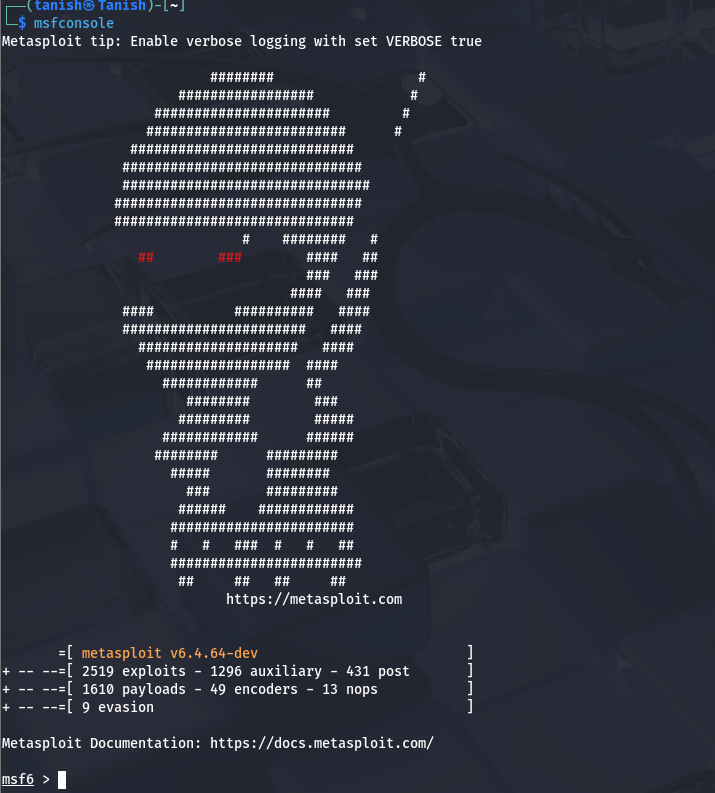 ┌──(tanish㉿Tanish)-[~]
└─$ msfconsole
Metasploit tip: Enable verbose logging with set VERBOSE true
                          ########                  #
                      #################            #
                   ######################         #
                  #########################      #
                ############################
               ##############################
               ###############################
              ###############################
              ##############################
                              #    ########   #
                 ##        ###        ####   ##
                                      ###   ###
                                    ####   ###
               ####          ##########   ####
               #######################   ####
                 ####################   ####
                  ##################  ####
                    ############      ##
                       ########        ###
                      #########        #####
                    ############      ######
                   ########      #########
                     #####       ########
                       ###       #########
                      ######    ############
                     #######################
                     #   #   ###  #   #   ##
                     ########################
                      ##     ##   ##     ##
                            https://metasploit.com
       =[ metasploit v6.4.64-dev                          ]
+ -- --=[ 2519 exploits - 1296 auxiliary - 431 post       ]
+ -- --=[ 1610 payloads - 49 encoders - 13 nops           ]
+ -- --=[ 9 evasion                                       ]
Metasploit Documentation: https://docs.metasploit.com/
msf6 >